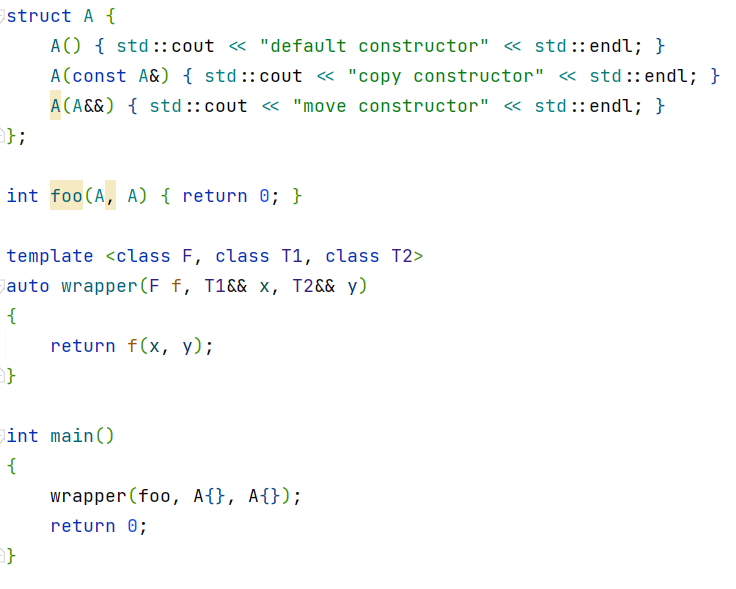 struct A {
    A() { std::cout << "default constructor" << std::endl; }
    A(const A&) { std::cout << "copy constructor" << std::endl; }
    A(A&&) { std::cout << "move constructor" << std::endl; }
};

int foo(A, A) { return 0; }

template <class F, class T1, class T2>
auto wrapper(F f, T1&& x, T2&& y)
{
    return f(x, y);
}

int main()
{
    wrapper(foo, A{}, A{});
    return 0;
}